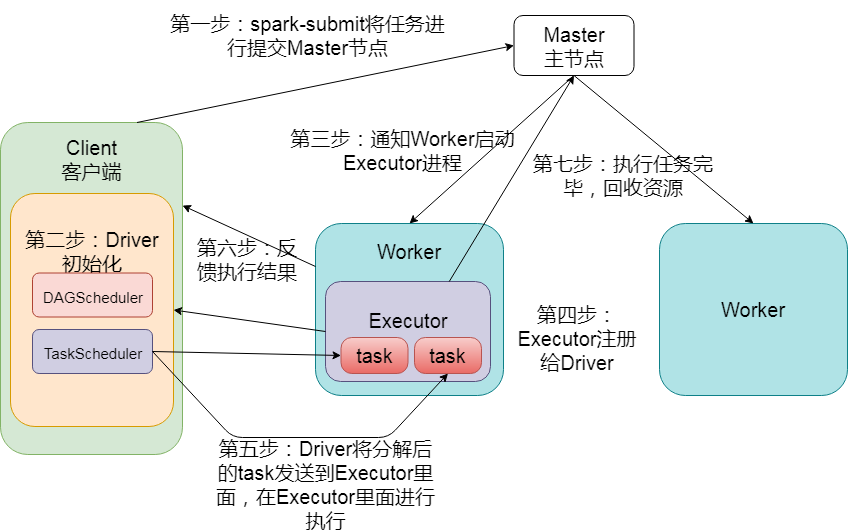 第一步：spark-submit将任务进
行提交Master节点
Master
主节点
Client
客户端
第三步：通知Worker启动
Executor进程
第七步：执行任务完
毕，回收资源
第二步：Driver
初始化
DAGScheduler
TaskScheduler
第六步：反
馈执行结果
Worker
Executor
task
task
第四步：
Executor注册
给Driver
Worker
第五步：Driver将分解后
的task发送到Executor里
面，在Executor里面进行
执行